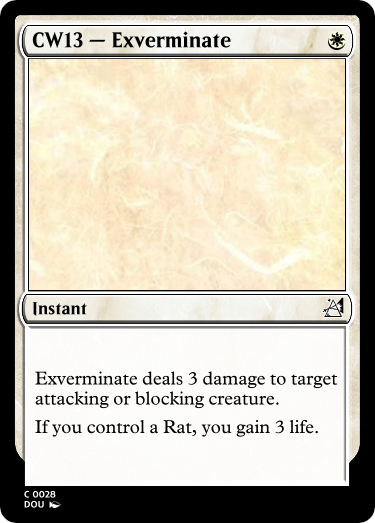 CW13 — Exverminate
Instant
Exverminate deals 3 damage to target
attacking or blocking creature.
If you control a Rat, you gain 3 life.
C 0028
DOU